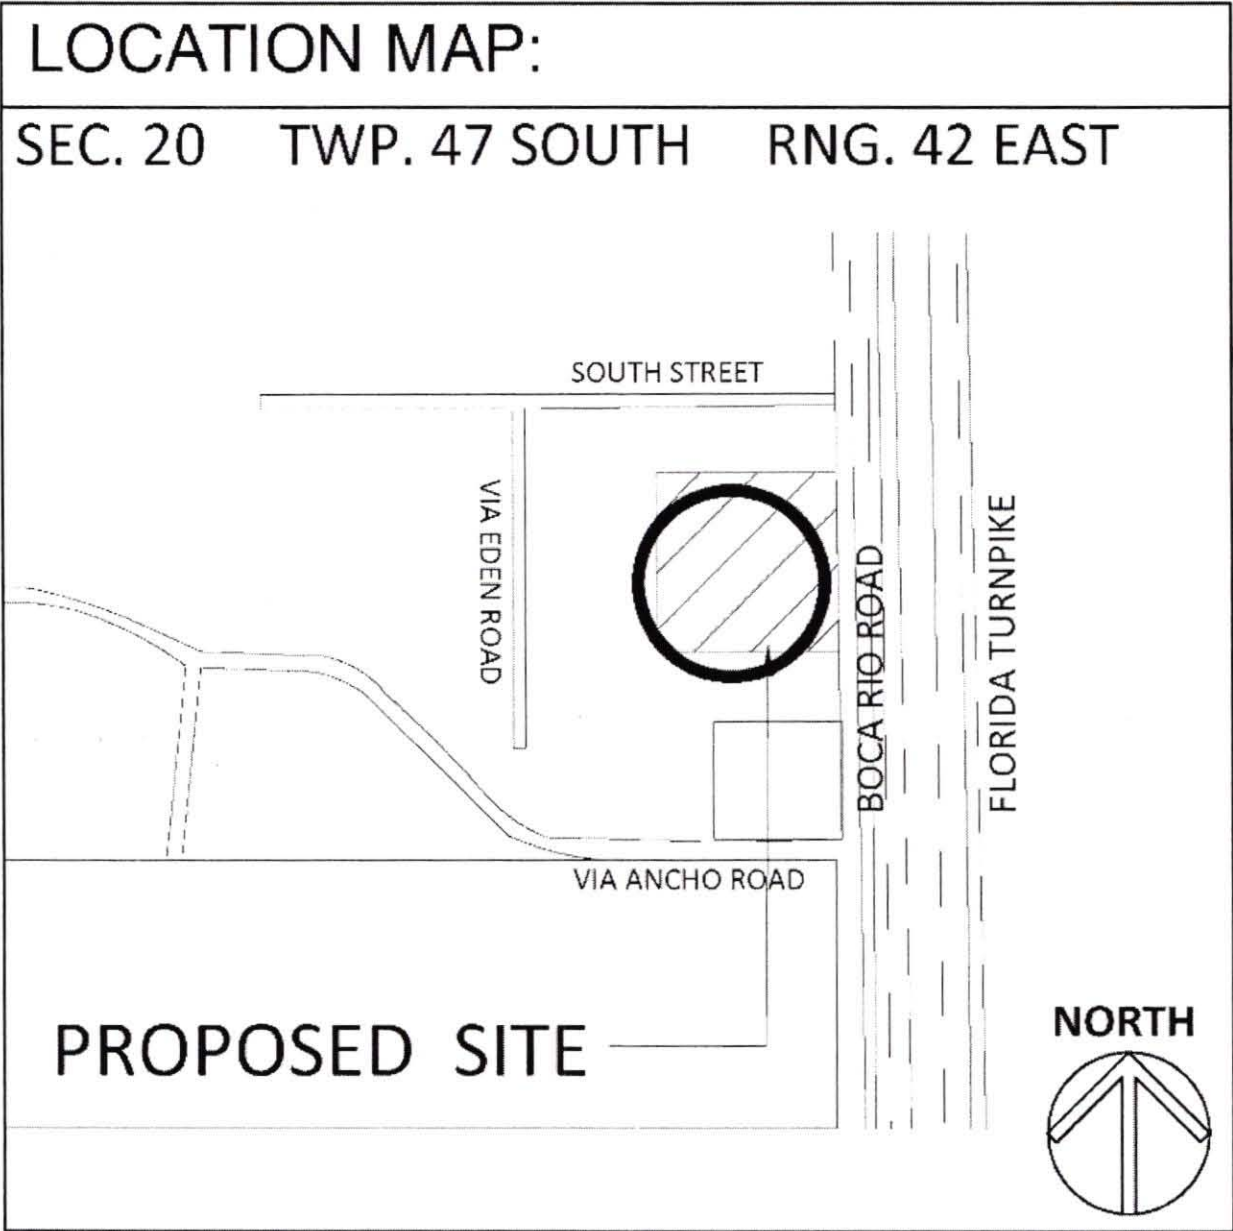 LOCATION MAP:
SEC. 20 TWP. 47 SOUTH RNG. 42 EAST
SOUTH STREET
VIA EDEN ROAD
BOCA RIO ROAD
FLORIDA TURNPIKE
VIA ANCHO ROAD
PROPOSED SITE
NORTH